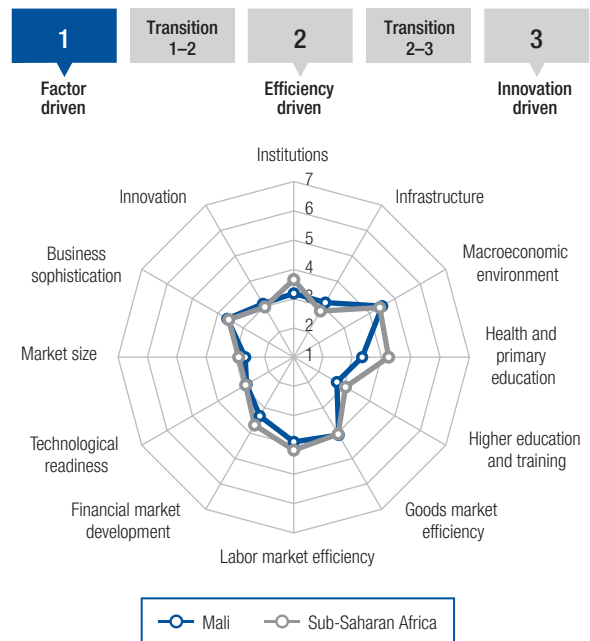 1
Transition
1–2
2
Transition
2–3
3
Factor
driven
Efficiency
driven
Innovation
driven
Institutions
7
6
5
4
3
2
1
Innovation
Infrastructure
Business
sophistication
Macroeconomic
environment
Market size
Health and
primary
education
Technological
readiness
Higher education
and training
Financial market
development
Goods market
efficiency
Labor market efficiency
Mali
Sub-Saharan Africa